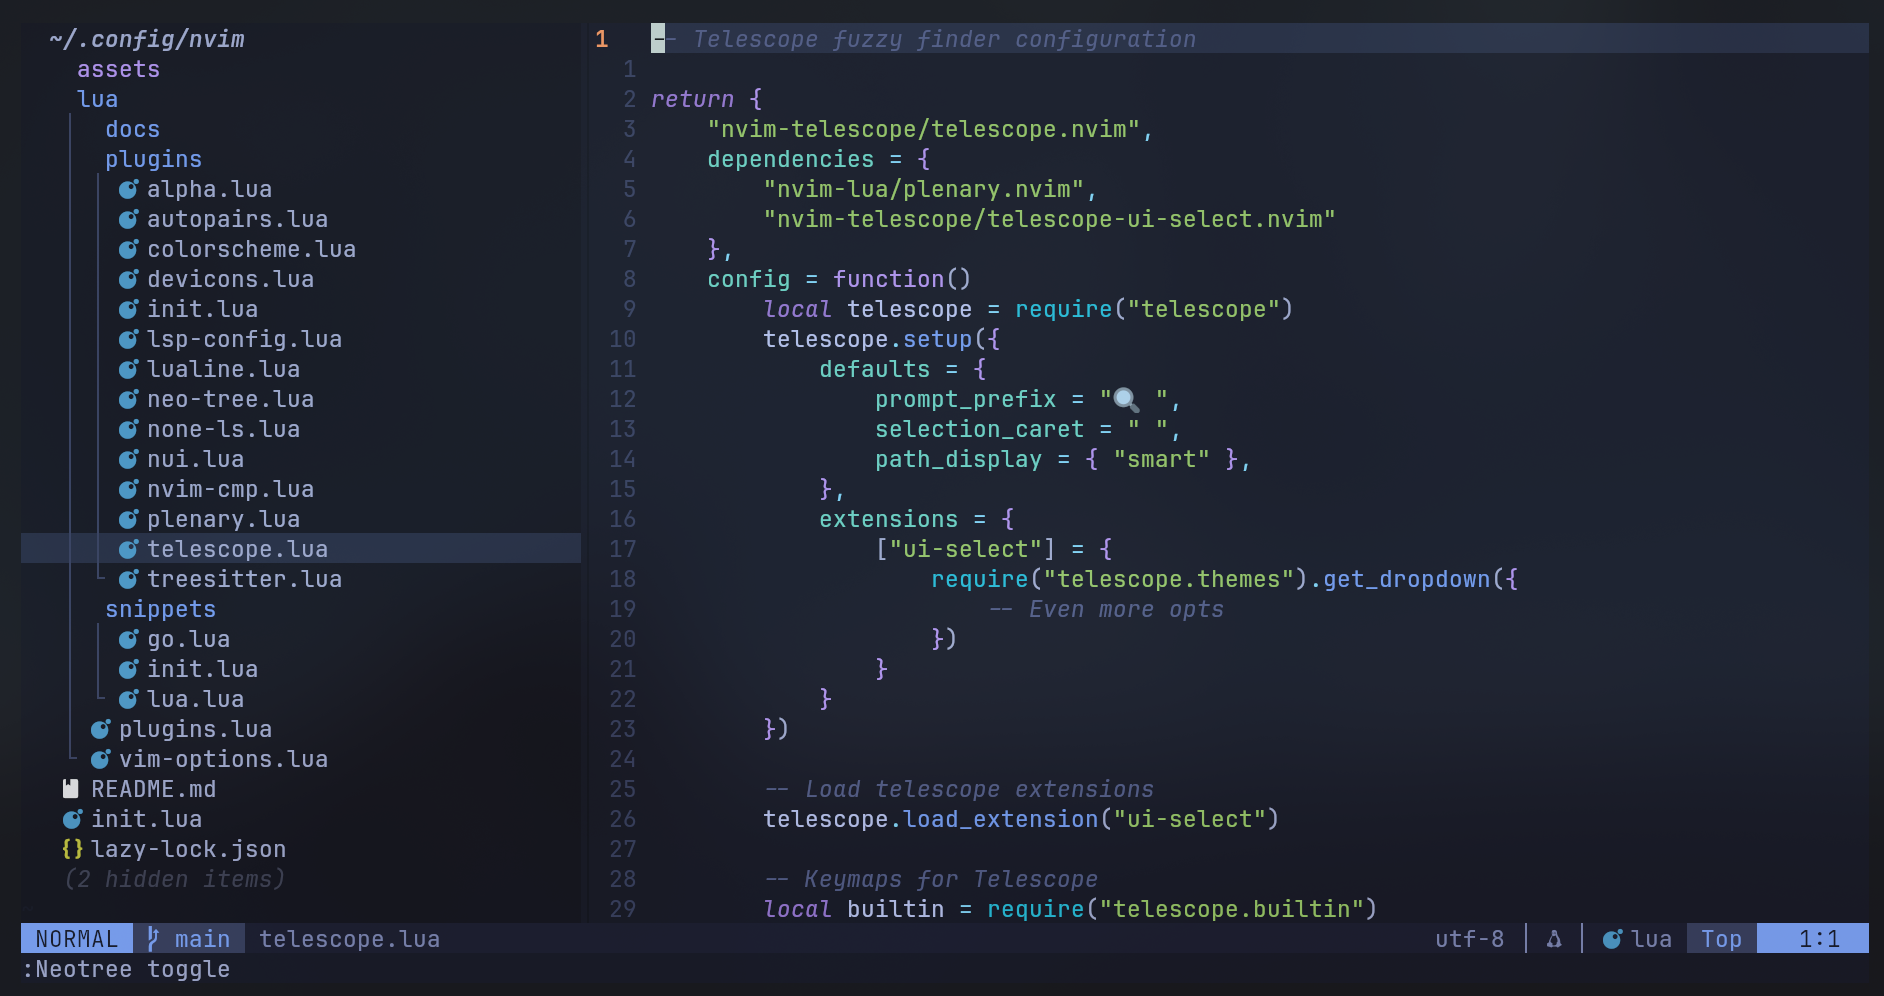 ~/.config/nvim
assets
lua
docs
plugins
alpha.lua
autopairs.lua
colorscheme.lua
devicons.lua
init.lua
lsp-config.lua
lualine.lua
neo-tree.lua
none-ls.lua
nui.lua
nvim-cmp.lua
plenary.lua
telescope.lua
treesitter.lua
snippets
go.lua
init.lua
lua.lua
plugins.lua
vim-options.lua
README.md
init.lua
{} lazy-lock.json
(2 hidden items)
1 -- Telescope fuzzy finder configuration
1
2 return {
3 "nvim-telescope/telescope.nvim",
4 dependencies = {
5 "nvim-lua/plenary.nvim",
6 "nvim-telescope/telescope-ui-select.nvim"
7 },
8 config = function()
9 local telescope = require("telescope")
10 telescope.setup({
11 defaults = {
12 prompt_prefix = "🔍 ",
13 selection_caret = " ",
14 path_display = { "smart" },
15 },
16 extensions = {
17 ["ui-select"] = {
18 require("telescope.themes").get_dropdown({
19 -- Even more opts
20 })
21 }
22 }
23 })
24
25 -- Load telescope extensions
26 telescope.load_extension("ui-select")
27
28 -- Keymaps for Telescope
29 local builtin = require("telescope.builtin")
NORMAL main telescope.lua utf-8 lua Top 1:1
:Neotree toggle